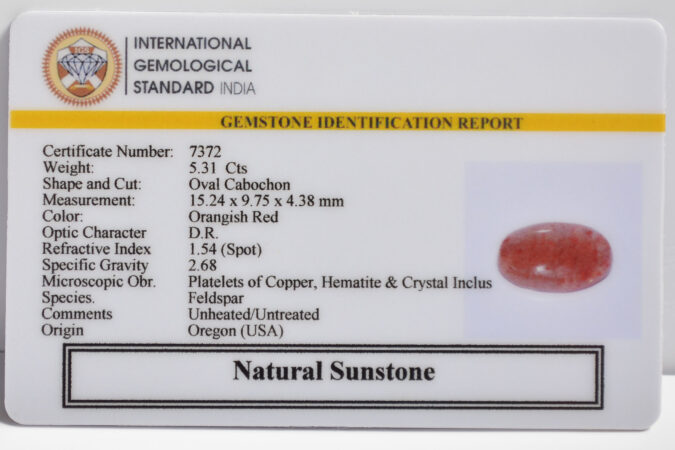 INTERNATIONAL
GEMOLOGICAL
STANDARD INDIA
IGS
GEMSTONE IDENTIFICATION REPORT
Certificate Number: 7372
Weight: 5.31 Cts
Shape and Cut: Oval Cabochon
Measurement: 15.24 x 9.75 x 4.38 mm
Color: Orangish Red
Optic Character D.R.
Refractive Index 1.54 (Spot)
Specific Gravity 2.68
Microscopic Obr. Platelets of Copper, Hematite & Crystal Inclus
Species. Feldspar
Comments Unheated/Untreated
Origin Oregon (USA)
Natural Sunstone